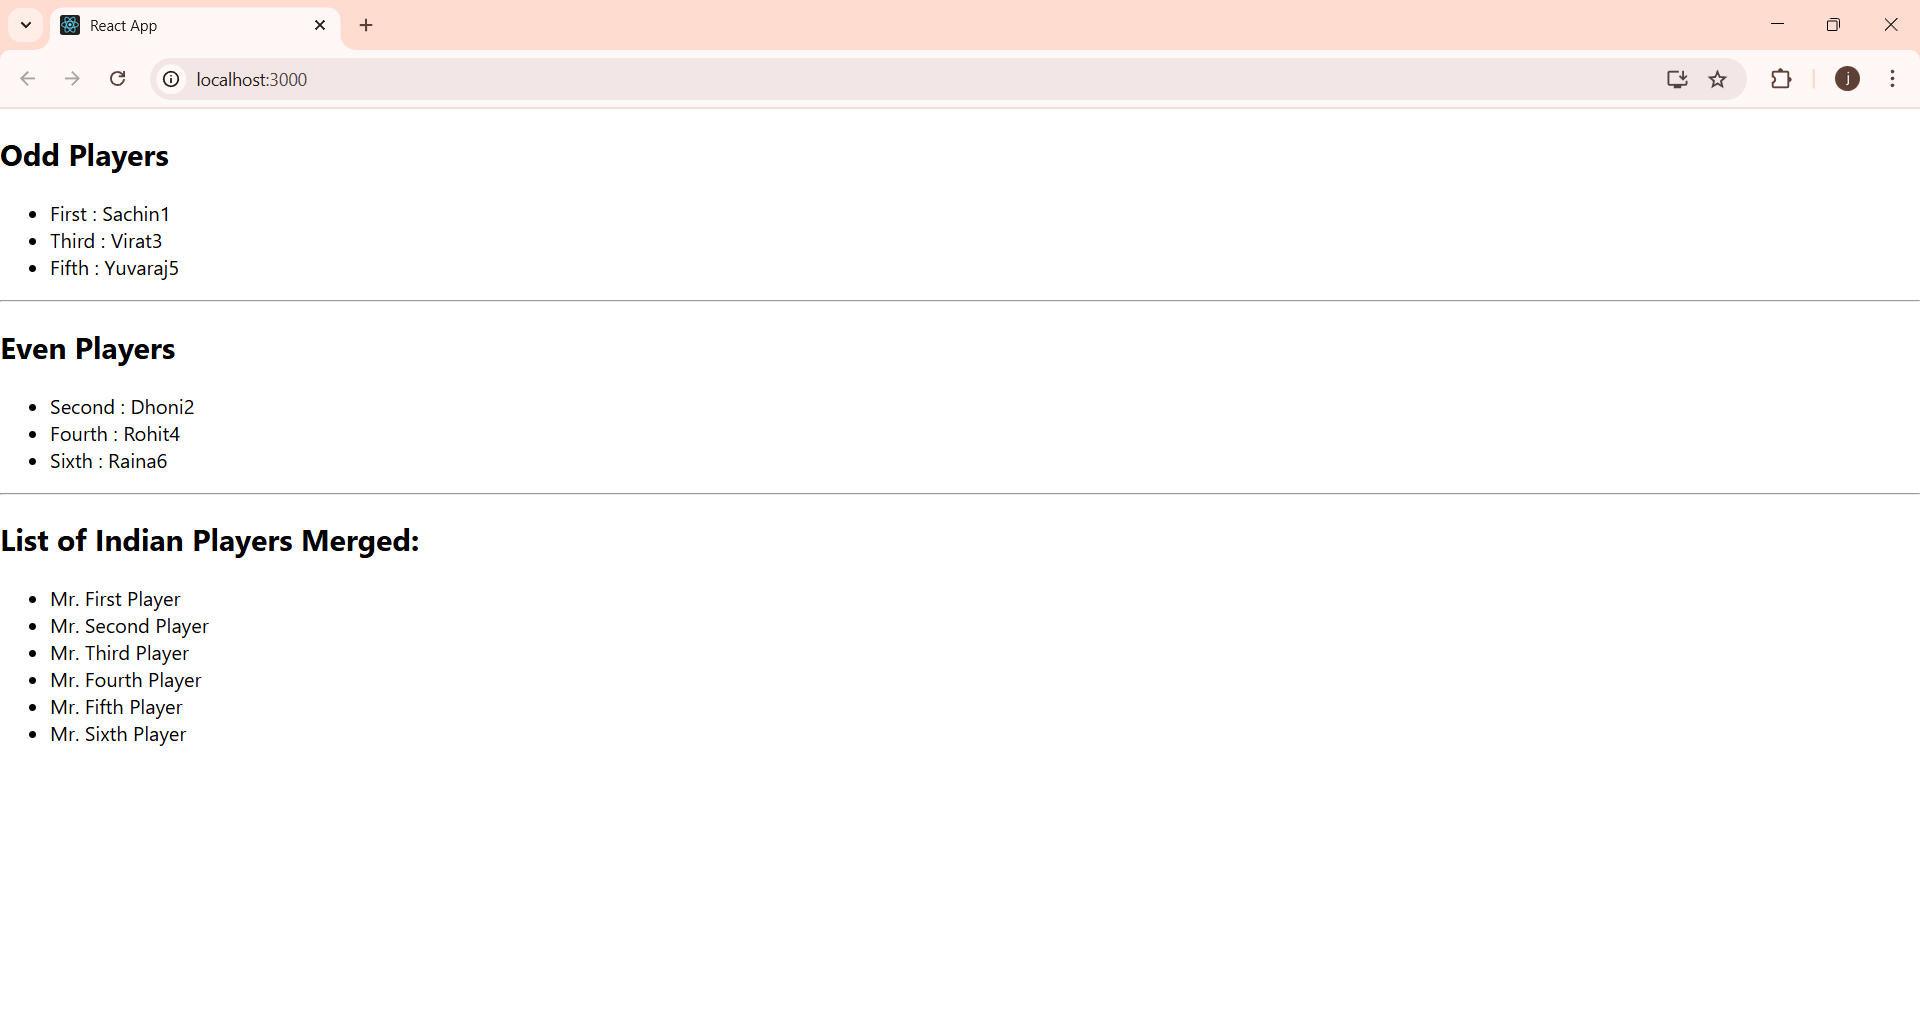 React App
localhost:3000
j
Odd Players
First : Sachin1
Third : Virat3
Fifth : Yuvaraj5
Even Players
Second : Dhoni2
Fourth : Rohit4
Sixth : Raina6
List of Indian Players Merged:
Mr. First Player
Mr. Second Player
Mr. Third Player
Mr. Fourth Player
Mr. Fifth Player
Mr. Sixth Player